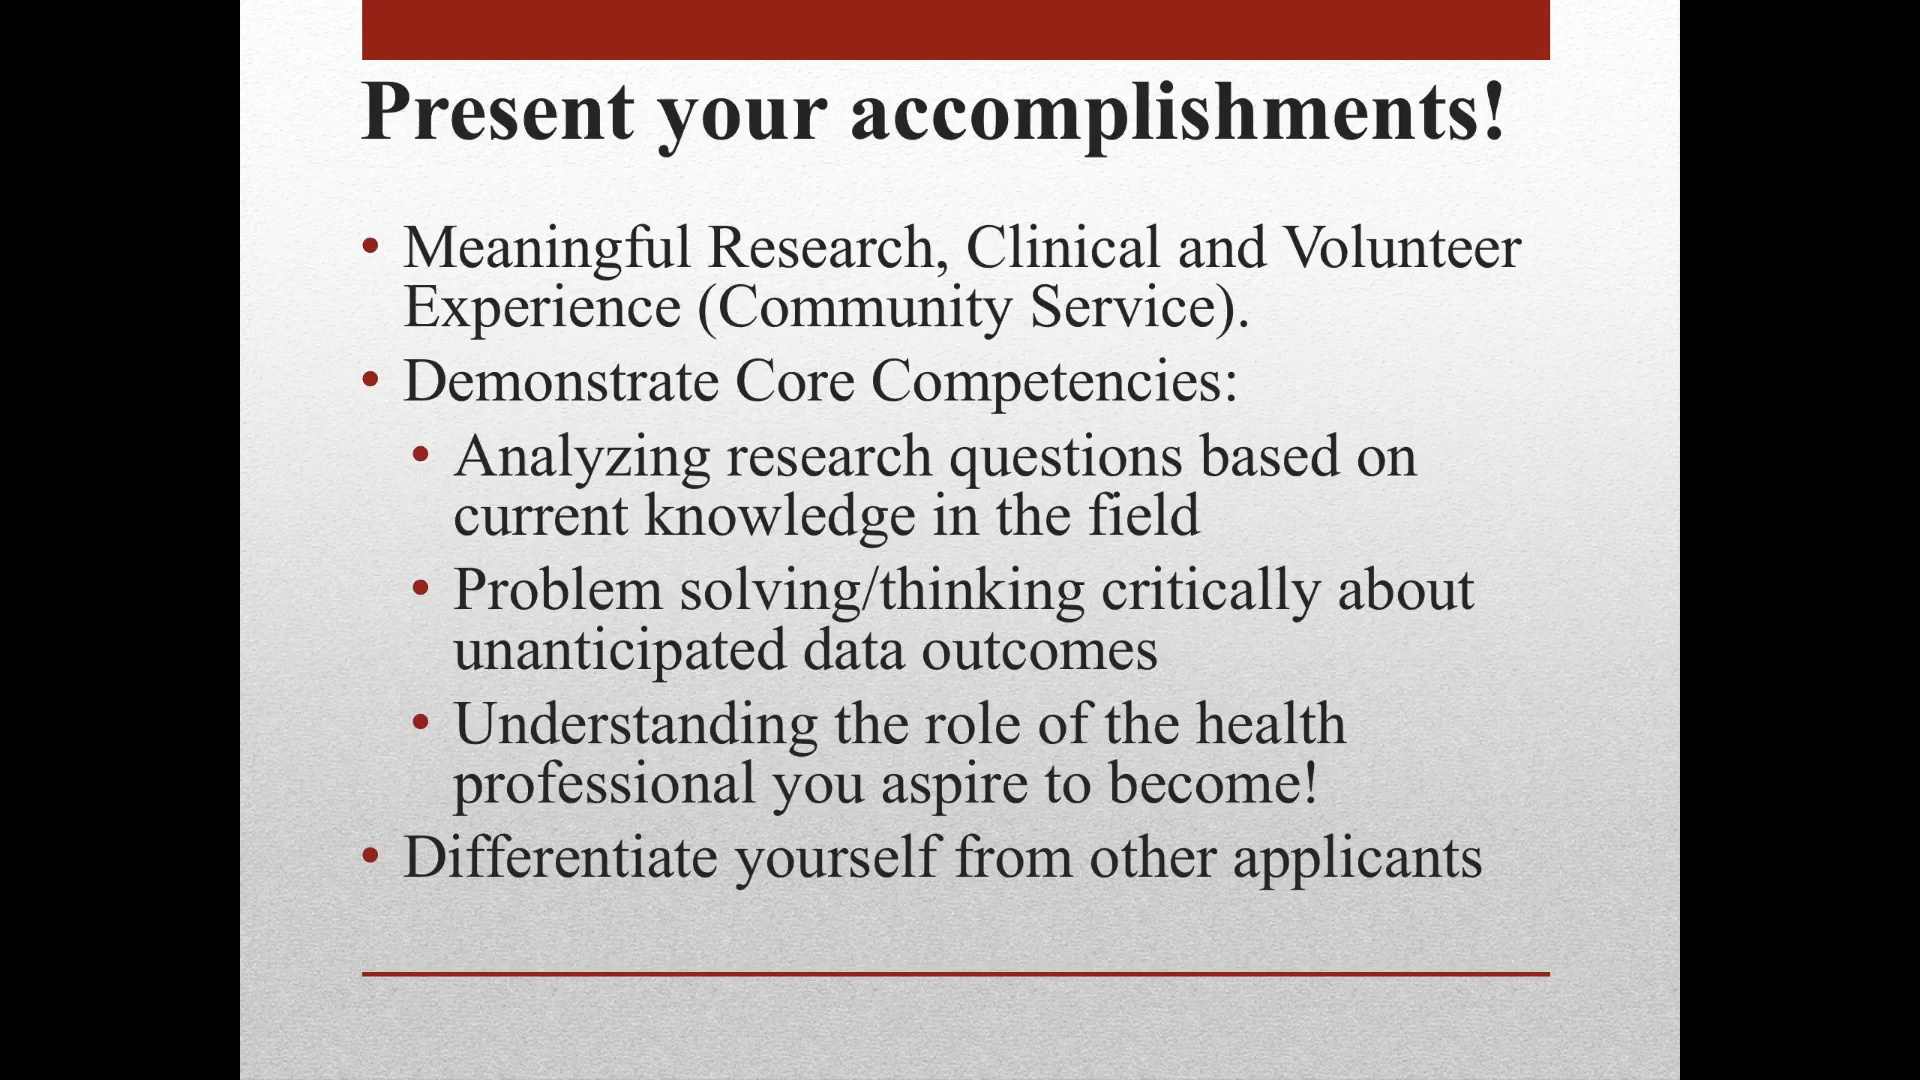 Present your accomplishments!
• Meaningful Research, Clinical and Volunteer
Experience (Community Service).
• Demonstrate Core Competencies:
• Analyzing research questions based on
current knowledge in the field
• Problem solving/thinking critically about
unanticipated data outcomes
• Understanding the role of the health
professional you aspire to become!
• Differentiate yourself from other applicants